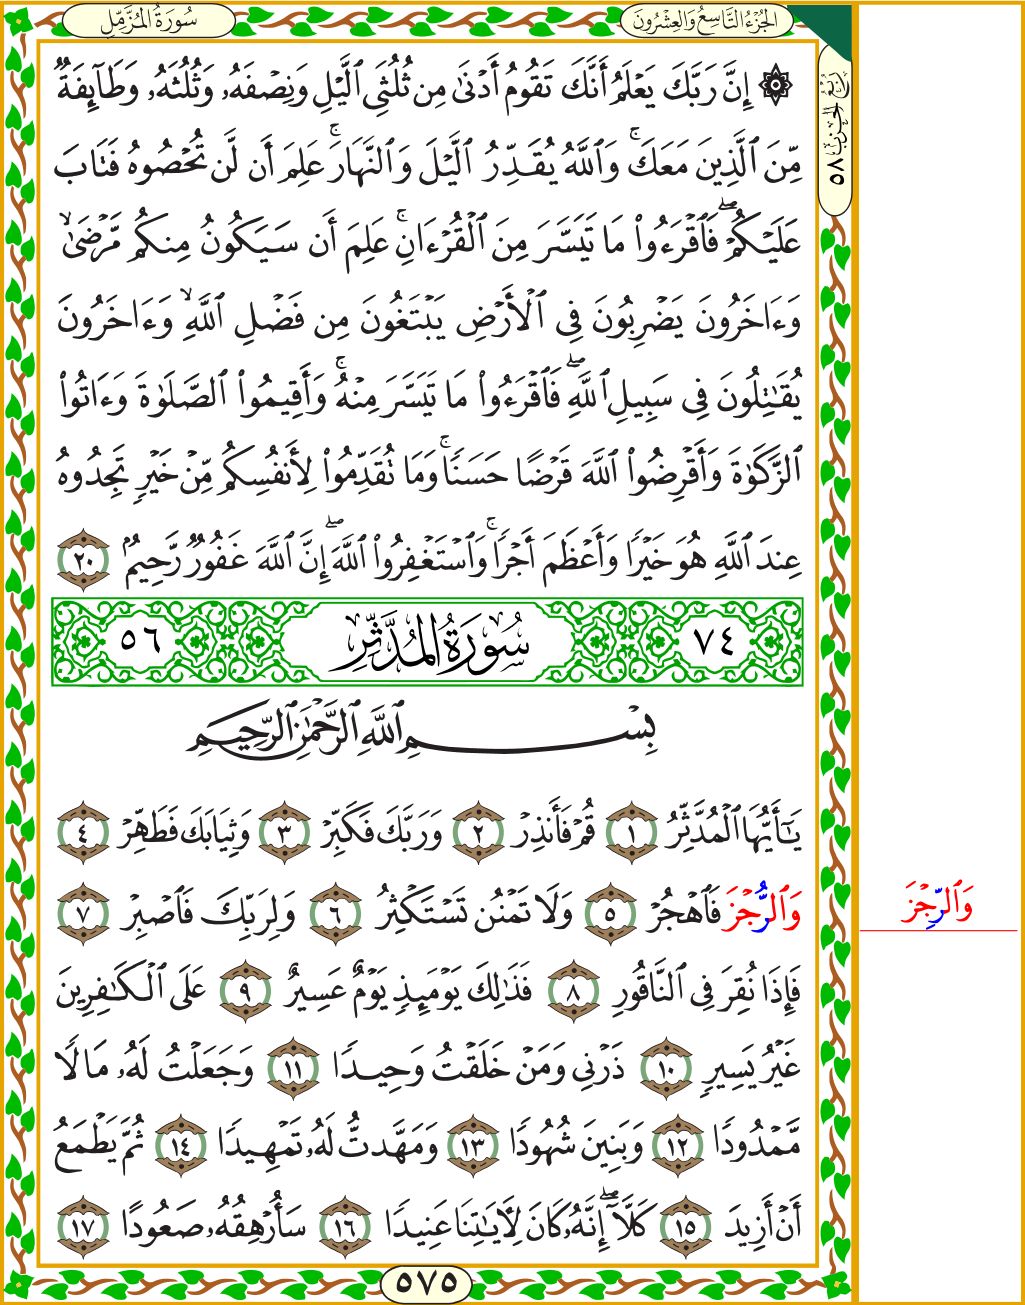 سُورَةُ المُزَّمِّل
الجُزْءُ التَّاسِعُ وَالعِشْرُونَ
رُبْعُ الحِزْبِ ٥٨
۞ إِنَّ رَبَّكَ يَعْلَمُ أَنَّكَ تَقُومُ أَدْنَىٰ مِن ثُلُثَىِ ٱلَّيْلِ وَنِصْفَهُۥ وَثُلُثَهُۥ وَطَآئِفَةٌ
مِّنَ ٱلَّذِينَ مَعَكَ ۚ وَٱللَّهُ يُقَدِّرُ ٱلَّيْلَ وَٱلنَّهَارَ ۚ عَلِمَ أَن لَّن تُحْصُوهُ فَتَابَ
عَلَيْكُمْ ۖ فَٱقْرَءُوا۟ مَا تَيَسَّرَ مِنَ ٱلْقُرْءَانِ ۚ عَلِمَ أَن سَيَكُونُ مِنكُم مَّرْضَىٰ ۙ
وَءَاخَرُونَ يَضْرِبُونَ فِى ٱلْأَرْضِ يَبْتَغُونَ مِن فَضْلِ ٱللَّهِ ۙ وَءَاخَرُونَ
يُقَـٰتِلُونَ فِى سَبِيلِ ٱللَّهِ ۖ فَٱقْرَءُوا۟ مَا تَيَسَّرَ مِنْهُ ۚ وَأَقِيمُوا۟ ٱلصَّلَوٰةَ وَءَاتُوا۟
ٱلزَّكَوٰةَ وَأَقْرِضُوا۟ ٱللَّهَ قَرْضًا حَسَنًا ۚ وَمَا تُقَدِّمُوا۟ لِأَنفُسِكُم مِّنْ خَيْرٍ تَجِدُوهُ
عِندَ ٱللَّهِ هُوَ خَيْرًا وَأَعْظَمَ أَجْرًا ۚ وَٱسْتَغْفِرُوا۟ ٱللَّهَ ۖ إِنَّ ٱللَّهَ غَفُورٌ رَّحِيمٌۢ ٢٠
٧٤ سُورَةُ المُدَّثِّرِ ٥٦
بِسْمِ ٱللَّهِ ٱلرَّحْمَـٰنِ ٱلرَّحِيمِ
يَـٰٓأَيُّهَا ٱلْمُدَّثِّرُ ١ قُمْ فَأَنذِرْ ٢ وَرَبَّكَ فَكَبِّرْ ٣ وَثِيَابَكَ فَطَهِّرْ ٤
وَٱلرُّجْزَ فَٱهْجُرْ ٥ وَلَا تَمْنُن تَسْتَكْثِرُ ٦ وَلِرَبِّكَ فَٱصْبِرْ ٧
وَٱلرِّجْزَ
فَإِذَا نُقِرَ فِى ٱلنَّاقُورِ ٨ فَذَٰلِكَ يَوْمَئِذٍ يَوْمٌ عَسِيرٌ ٩ عَلَى ٱلْكَـٰفِرِينَ
غَيْرُ يَسِيرٍ ١٠ ذَرْنِى وَمَنْ خَلَقْتُ وَحِيدًا ١١ وَجَعَلْتُ لَهُۥ مَالًا
مَّمْدُودًا ١٢ وَبَنِينَ شُهُودًا ١٣ وَمَهَّدتُّ لَهُۥ تَمْهِيدًا ١٤ ثُمَّ يَطْمَعُ
أَنْ أَزِيدَ ١٥ كَلَّآ ۖ إِنَّهُۥ كَانَ لِءَايَـٰتِنَا عَنِيدًا ١٦ سَأُرْهِقُهُۥ صَعُودًا ١٧
٥٧٥